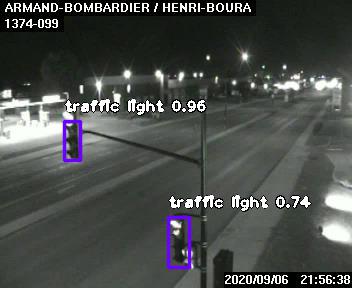 ARMAND-BOMBARDIER / HENRI-BOURA
1374-099
traffic light 0.96
traffic light 0.74
2020/09/06 21:56:38